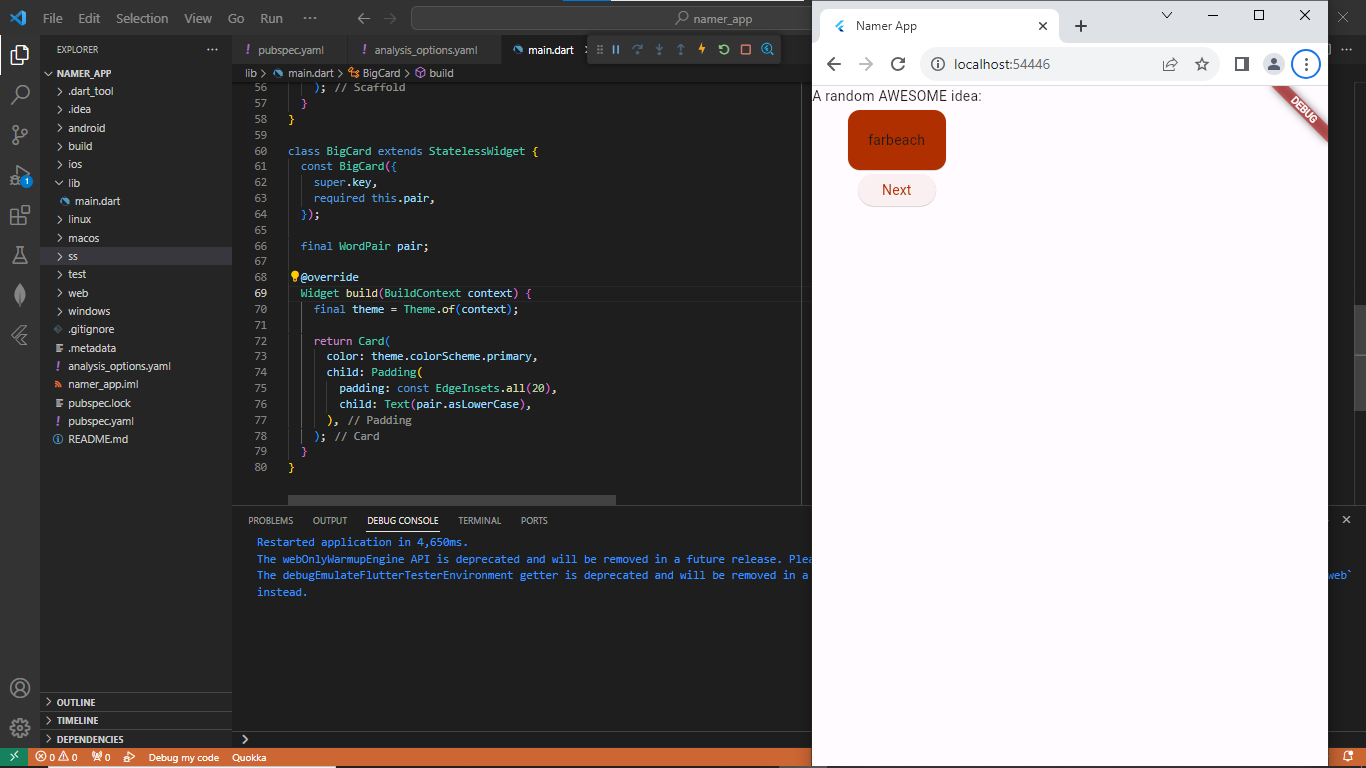 File Edit Selection View Go Run ··· namer_app
EXPLORER ···
NAMER_APP
.dart_tool
.idea
android
build
ios
lib
main.dart
linux
macos
ss
test
web
windows
.gitignore
.metadata
analysis_options.yaml
namer_app.iml
pubspec.lock
pubspec.yaml
README.md
OUTLINE
TIMELINE
DEPENDENCIES
pubspec.yaml analysis_options.yaml main.dart
lib > main.dart > BigCard > build
56 ); // Scaffold
57 }
58 }
59
60 class BigCard extends StatelessWidget {
61 const BigCard({
62 super.key,
63 required this.pair,
64 });
65
66 final WordPair pair;
67
68 @override
69 Widget build(BuildContext context) {
70 final theme = Theme.of(context);
71
72 return Card(
73 color: theme.colorScheme.primary,
74 child: Padding(
75 padding: const EdgeInsets.all(20),
76 child: Text(pair.asLowerCase),
77 ), // Padding
78 ); // Card
79 }
80 }
PROBLEMS OUTPUT DEBUG CONSOLE TERMINAL PORTS
Restarted application in 4,650ms.
The webOnlyWarmupEngine API is deprecated and will be removed in a future release. Plea
The debugEmulateFlutterTesterEnvironment getter is deprecated and will be removed in a web`
instead.
1
0 0 0 Debug my code Quokka
Namer App
localhost:54446
A random AWESOME idea:
DEBUG
farbeach
Next